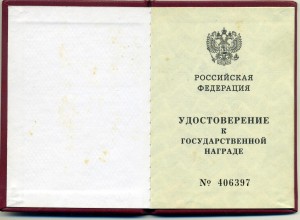 РОССИЙСКАЯ
ФЕДЕРАЦИЯ
УДОСТОВЕРЕНИЕ
К
ГОСУДАРСТВЕННОЙ
НАГРАДЕ
№ 406397